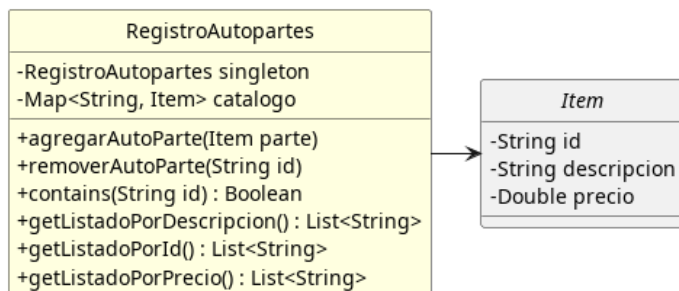 RegistroAutopartes
-RegistroAutopartes singleton
-Map<String, Item> catalogo
+agregarAutoParte(Item parte)
+removerAutoParte(String id)
+contains(String id) : Boolean
+getListadoPorDescripcion() : List<String>
+getListadoPorId() : List<String>
+getListadoPorPrecio() : List<String>
Item
-String id
-String descripcion
-Double precio